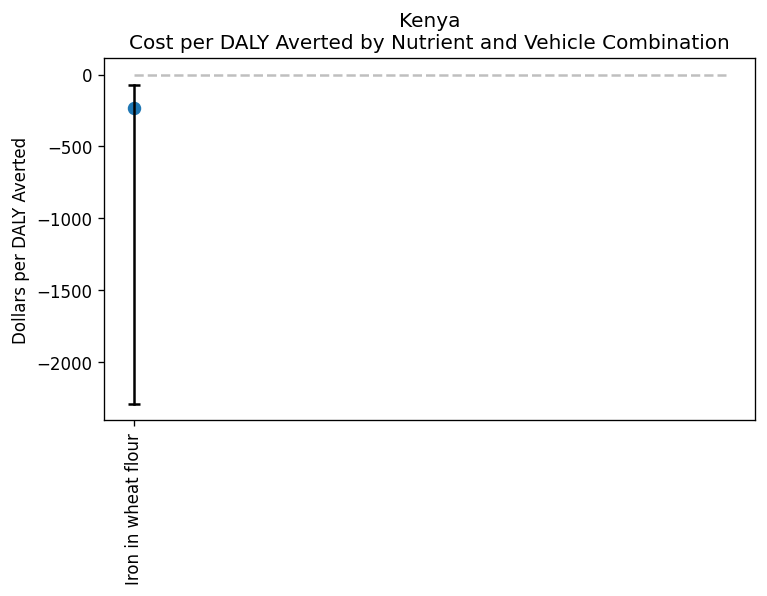 Kenya
Cost per DALY Averted by Nutrient and Vehicle Combination
Dollars per DALY Averted
0
−500
−1000
−1500
−2000
Iron in wheat flour